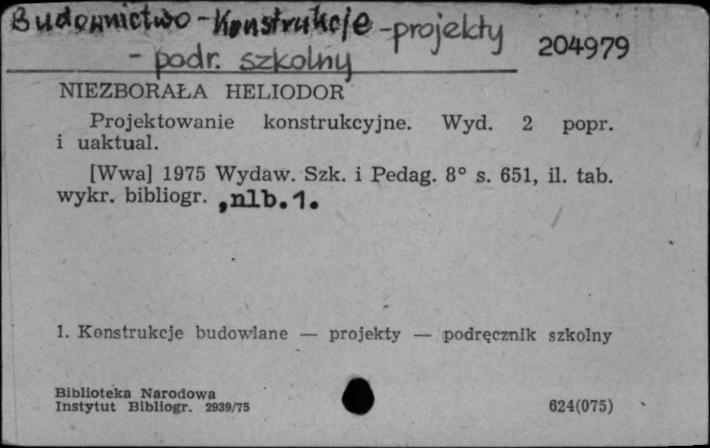 Budownictwo - Konstrukcje - projekty
- podr. szkolny
204979
NIEZBORAŁA HELIODOR
Projektowanie konstrukcyjne. Wyd. 2 popr.
i uaktual.
[Wwa] 1975 Wydaw. Szk. i Pedag. 8° s. 651, il. tab.
wykr. bibliogr. ,nlb.1.
1. Konstrukcje budowlane — projekty — podręcznik szkolny
Biblioteka Narodowa
Instytut Bibliogr. 2939/75
624(075)